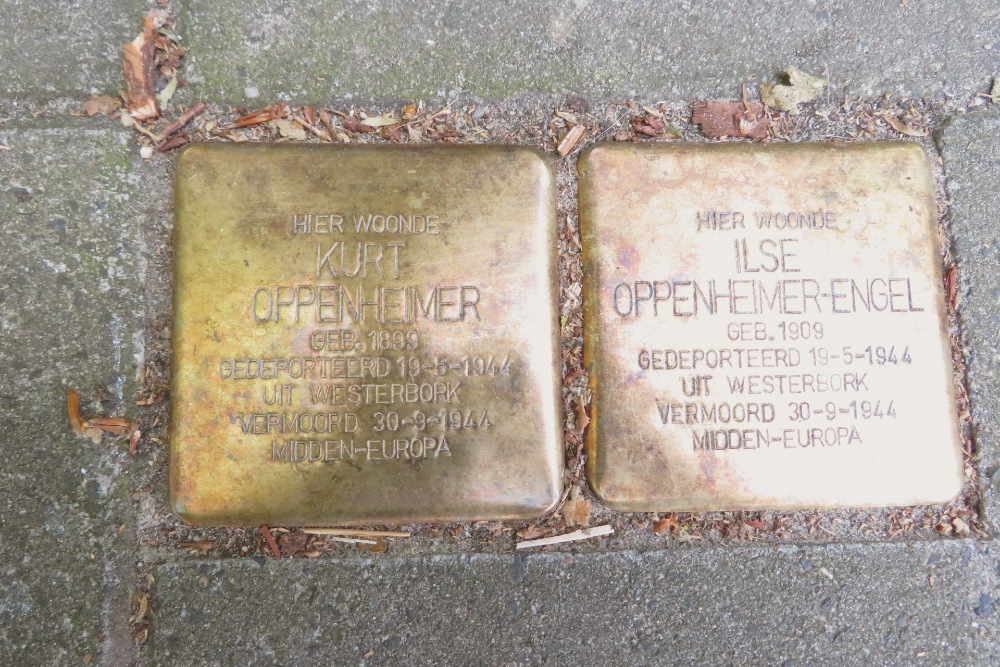 HIER WOONDE
KURT
OPPENHEIMER
GEB. 1899
GEDEPORTEERD 19-5-1944
UIT WESTERBORK
VERMOORD 30-9-1944
MIDDEN-EUROPA
HIER WOONDE
ILSE
OPPENHEIMER-ENGEL
GEB. 1909
GEDEPORTEERD 19-5-1944
UIT WESTERBORK
VERMOORD 30-9-1944
MIDDEN-EUROPA